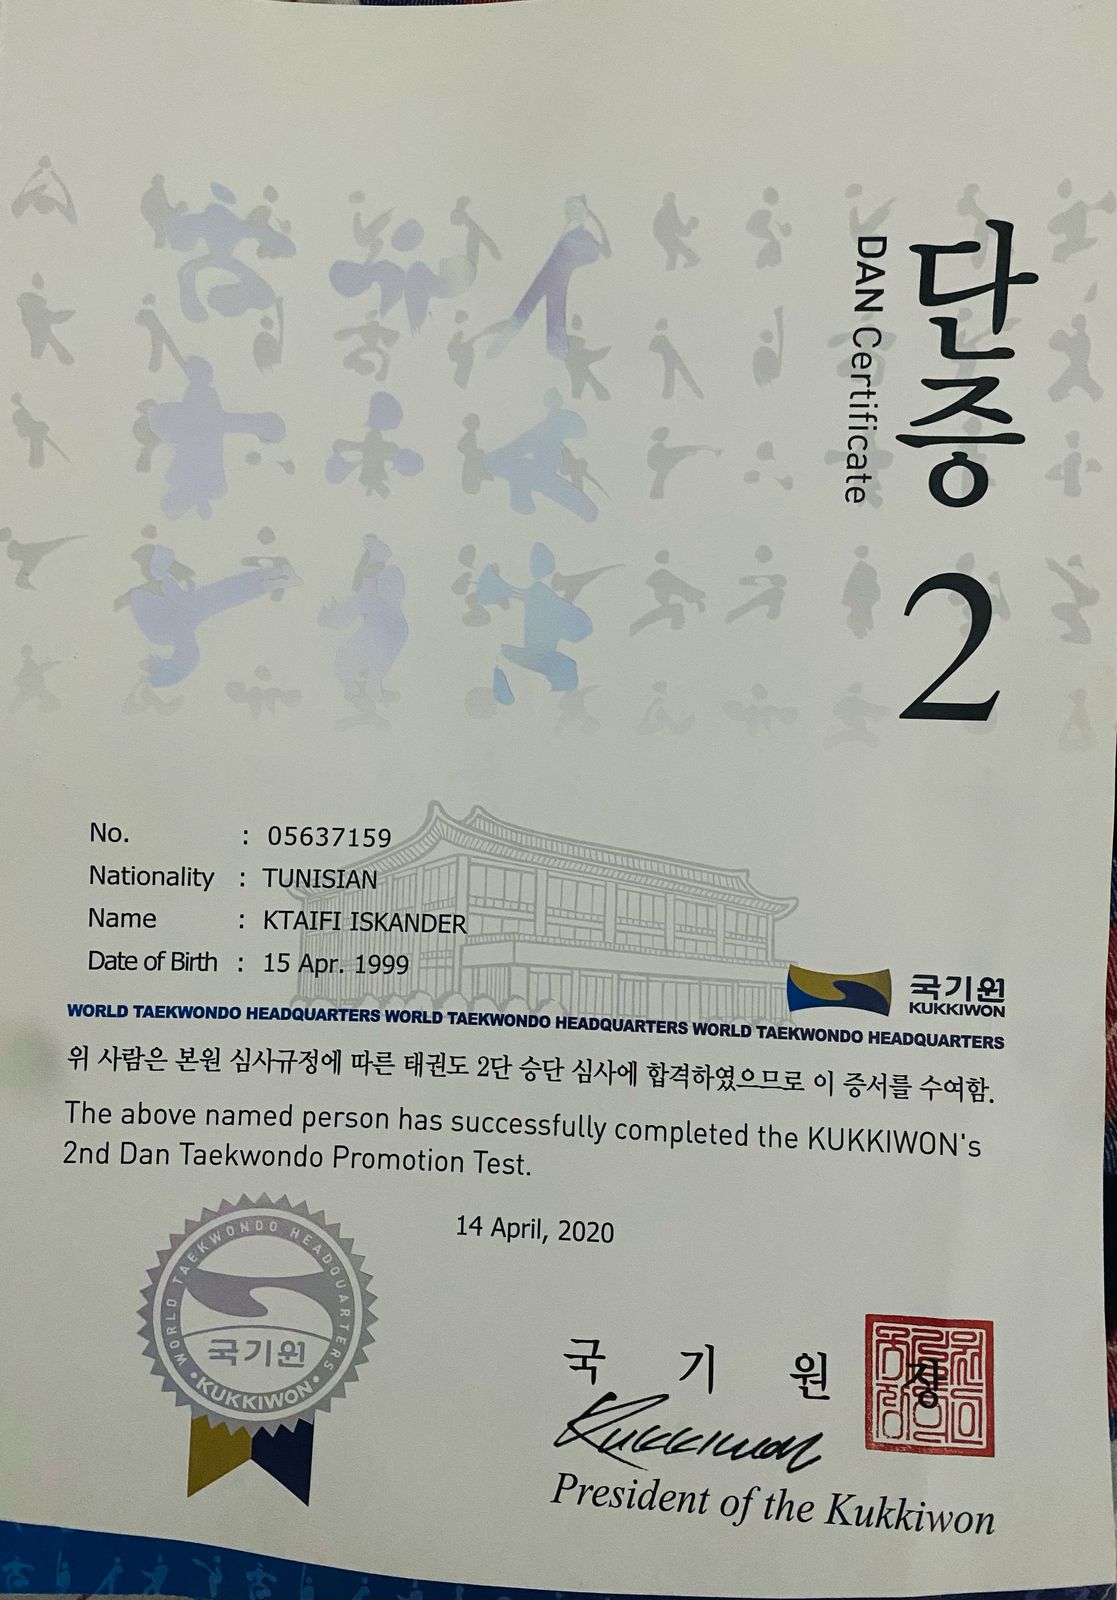 단증
DAN Certificate
2
No. : 05637159
Nationality : TUNISIAN
Name : KTAIFI ISKANDER
Date of Birth : 15 Apr. 1999
국기원
KUKKIWON
WORLD TAEKWONDO HEADQUARTERS WORLD TAEKWONDO HEADQUARTERS WORLD TAEKWONDO HEADQUARTERS
위 사람은 본원 심사규정에 따른 태권도 2단 승단 심사에 합격하였으므로 이 증서를 수여함.
The above named person has successfully completed the KUKKIWON's
2nd Dan Taekwondo Promotion Test.
14 April, 2020
WORLD TAEKWONDO HEADQUARTERS
국기원
•KUKKIWON•
국 기 원 장
Kukkiwon
President of the Kukkiwon